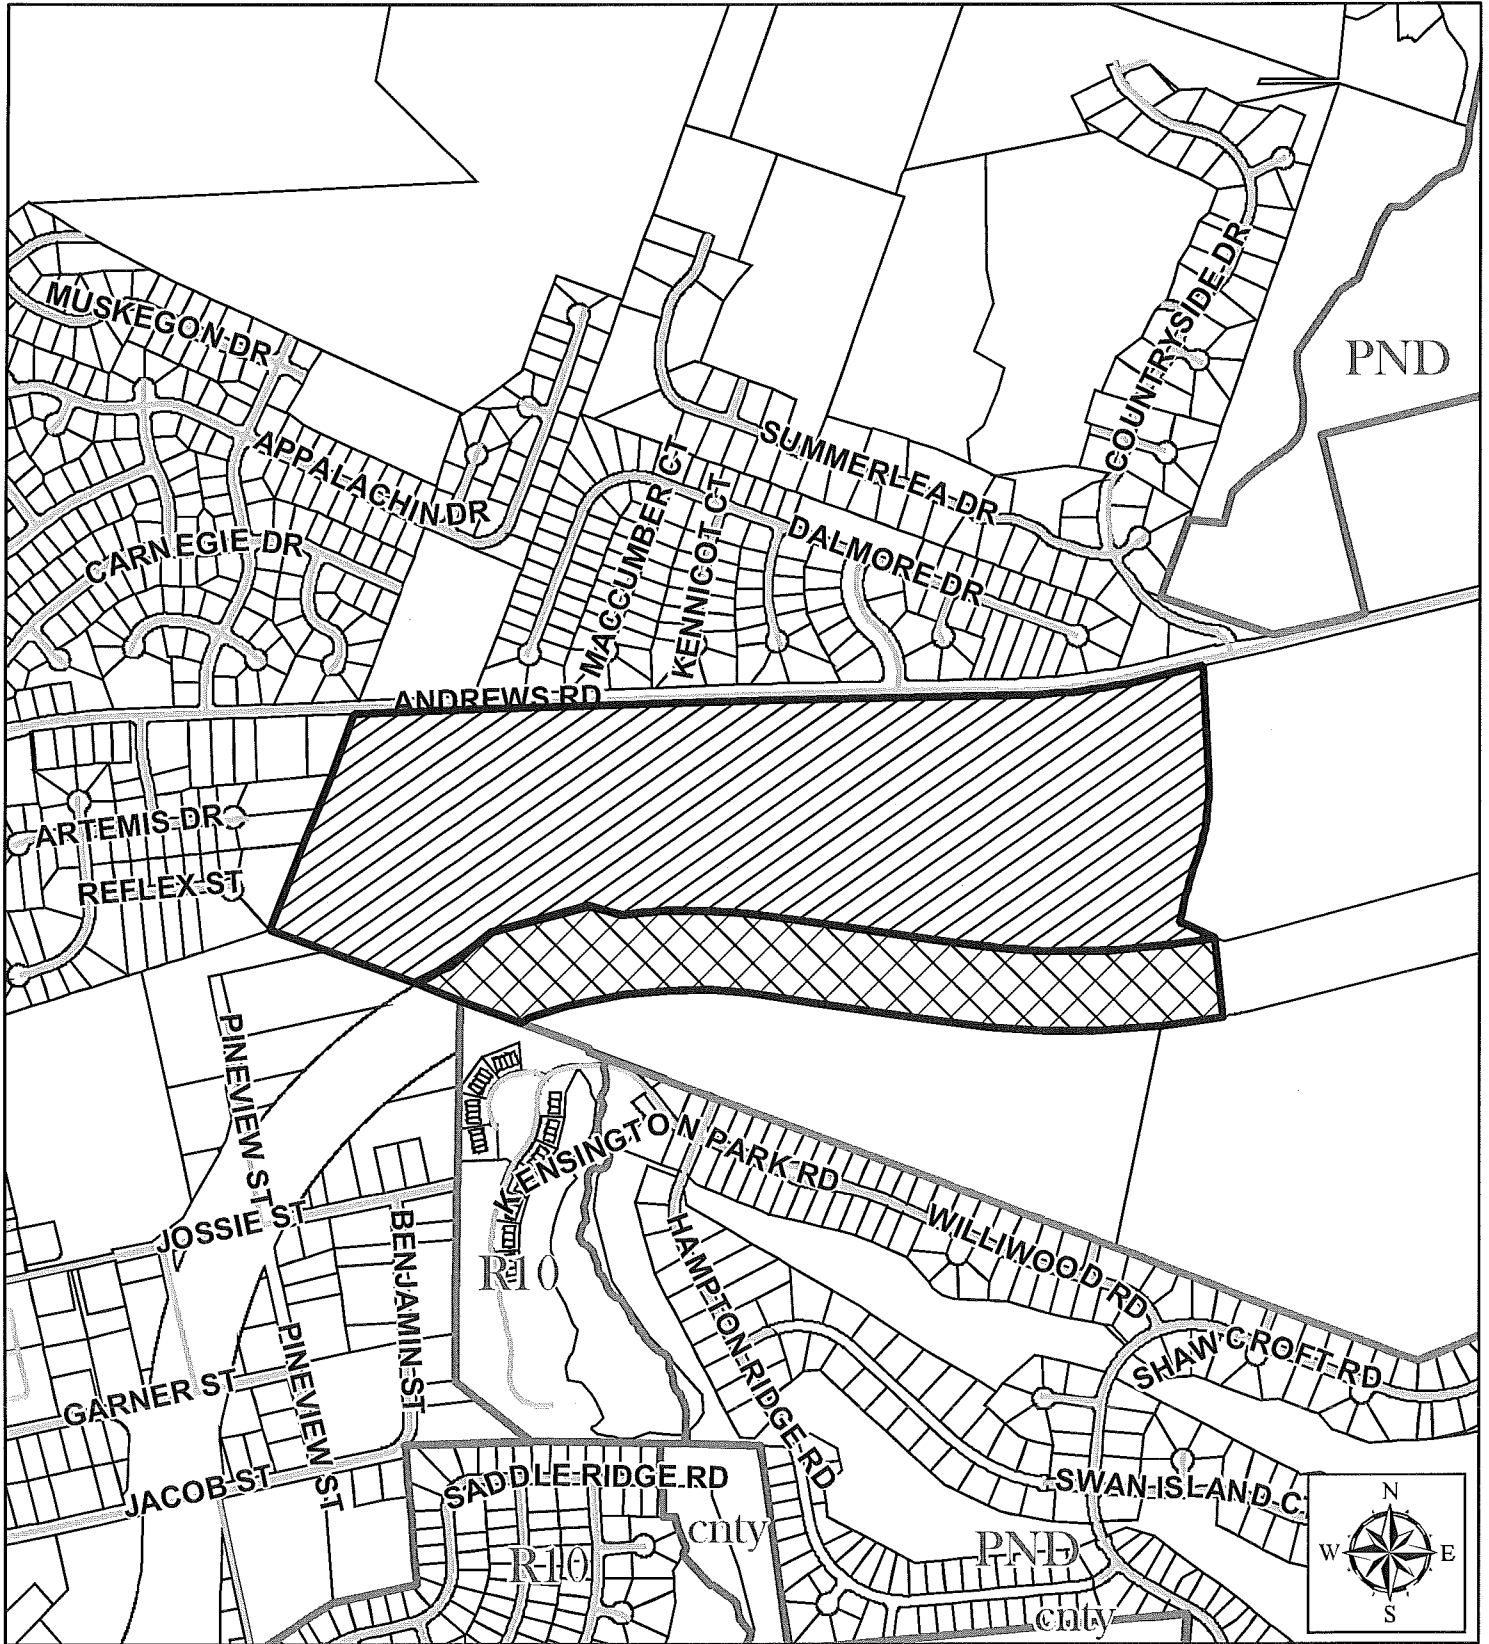 PND
MUSKEGON DR
COUNTRYSIDE DR
APPALACHIN DR
SUMMERLEA DR
MACCUMBER CT
KENNICOT CT
DALMORE DR
CARNEGIE DR
ANDREWS RD
ARTEMIS DR
REFLEX ST
PINEVIEW ST
KENSINGTON PARK RD
JOSSIE ST
BENJAMIN ST
R10
HAMPTON RIDGE RD
WILLIWOOD RD
SHAW CROFT RD
GARNER ST
PINEVIEW ST
JACOB ST
SADDLE RIDGE RD
SWAN ISLAND C
cnty
R10
PND
cnty
N
W E
S